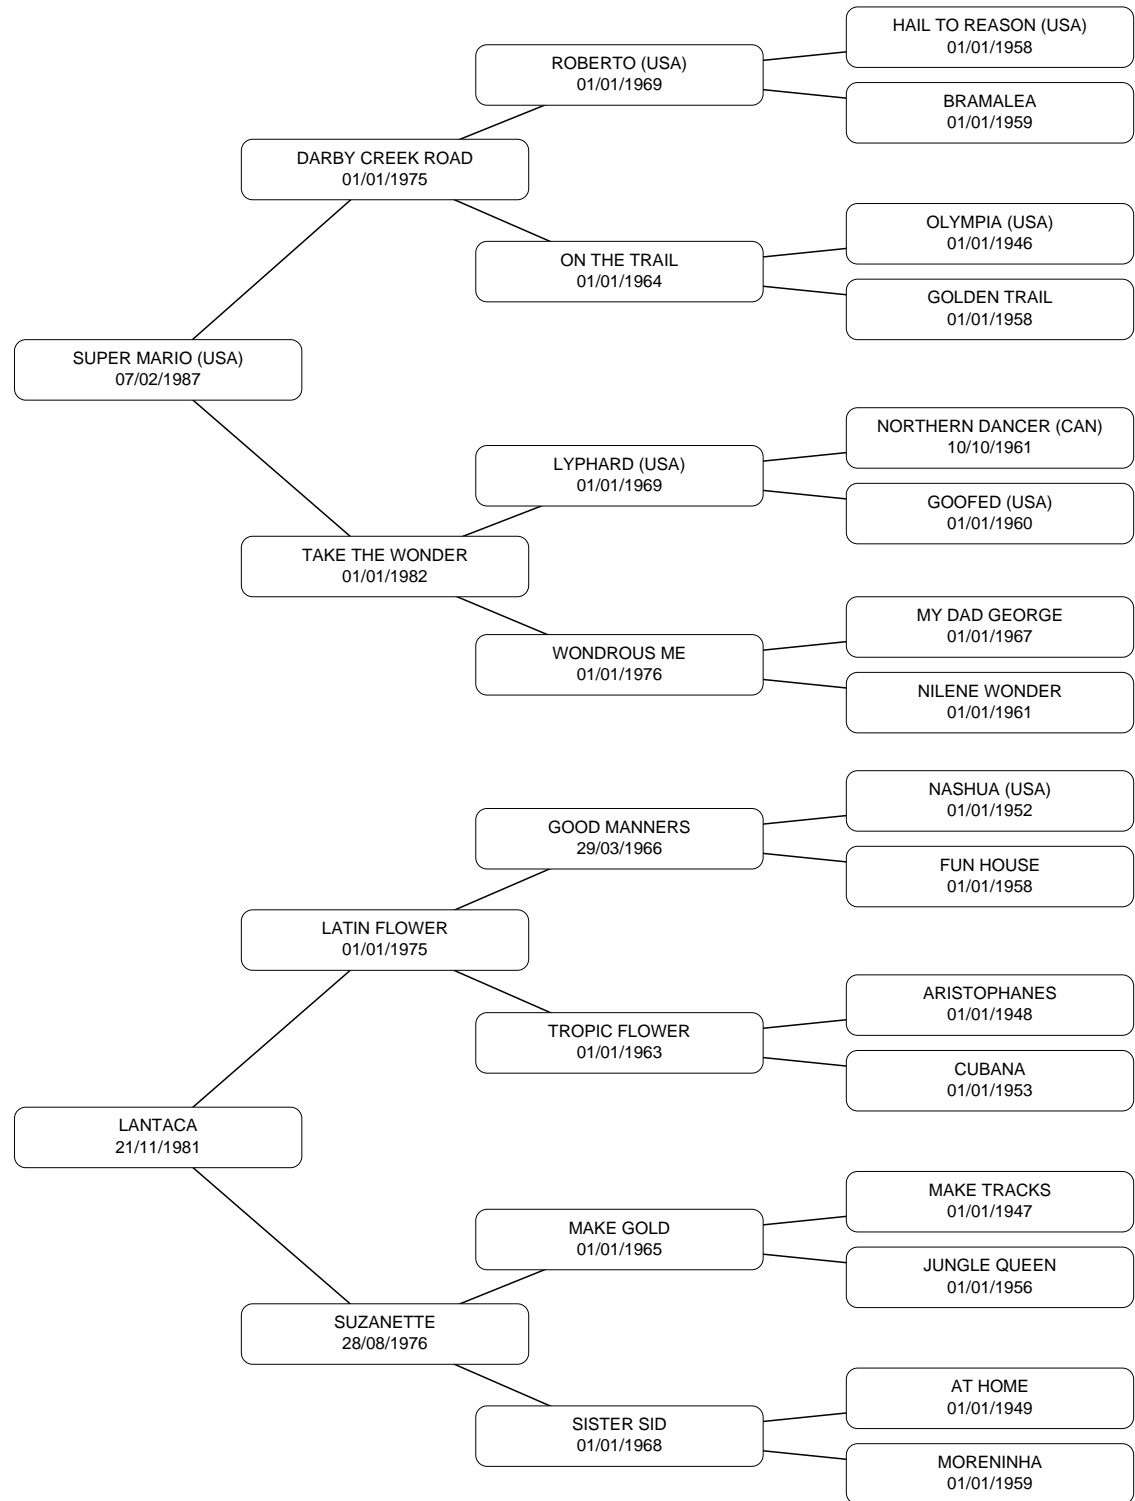 HAIL TO REASON (USA)
01/01/1958
ROBERTO (USA)
01/01/1969
BRAMALEA
01/01/1959
DARBY CREEK ROAD
01/01/1975
OLYMPIA (USA)
01/01/1946
ON THE TRAIL
01/01/1964
GOLDEN TRAIL
01/01/1958
SUPER MARIO (USA)
07/02/1987
NORTHERN DANCER (CAN)
10/10/1961
LYPHARD (USA)
01/01/1969
GOOFED (USA)
01/01/1960
TAKE THE WONDER
01/01/1982
MY DAD GEORGE
01/01/1967
WONDROUS ME
01/01/1976
NILENE WONDER
01/01/1961
NASHUA (USA)
01/01/1952
GOOD MANNERS
29/03/1966
FUN HOUSE
01/01/1958
LATIN FLOWER
01/01/1975
ARISTOPHANES
01/01/1948
TROPIC FLOWER
01/01/1963
CUBANA
01/01/1953
LANTACA
21/11/1981
MAKE TRACKS
01/01/1947
MAKE GOLD
01/01/1965
JUNGLE QUEEN
01/01/1956
SUZANETTE
28/08/1976
AT HOME
01/01/1949
SISTER SID
01/01/1968
MORENINHA
01/01/1959